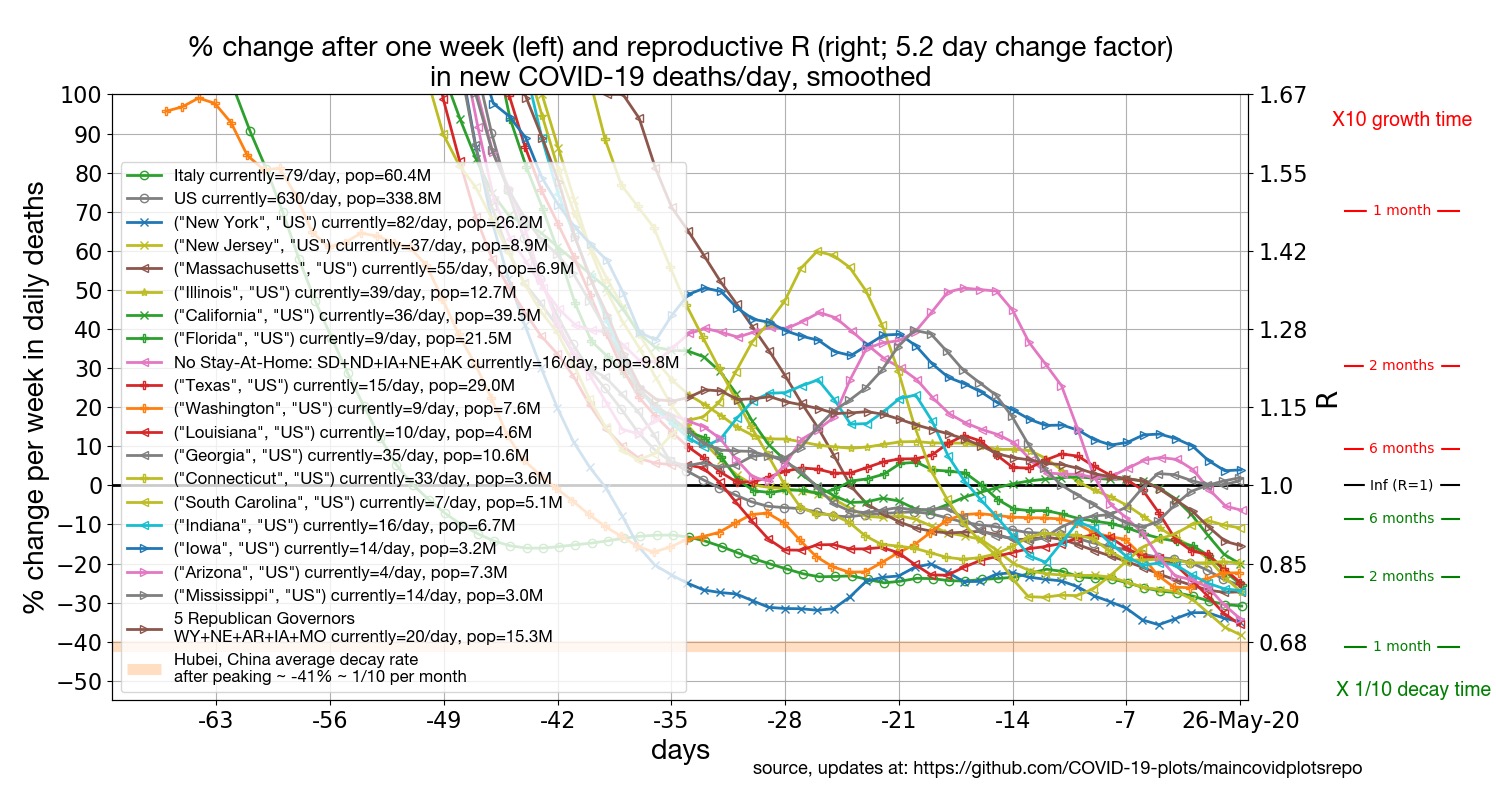 % change after one week (left) and reproductive R (right; 5.2 day change factor)
in new COVID-19 deaths/day, smoothed
% change per week in daily deaths
100
90
80
70
60
50
40
30
20
10
0
−10
−20
−30
−40
−50
Italy currently=79/day, pop=60.4M
US currently=630/day, pop=338.8M
("New York", "US") currently=82/day, pop=26.2M
("New Jersey", "US") currently=37/day, pop=8.9M
("Massachusetts", "US") currently=55/day, pop=6.9M
("Illinois", "US") currently=39/day, pop=12.7M
("California", "US") currently=36/day, pop=39.5M
("Florida", "US") currently=9/day, pop=21.5M
No Stay-At-Home: SD+ND+IA+NE+AK currently=16/day, pop=9.8M
("Texas", "US") currently=15/day, pop=29.0M
("Washington", "US") currently=9/day, pop=7.6M
("Louisiana", "US") currently=10/day, pop=4.6M
("Georgia", "US") currently=35/day, pop=10.6M
("Connecticut", "US") currently=33/day, pop=3.6M
("South Carolina", "US") currently=7/day, pop=5.1M
("Indiana", "US") currently=16/day, pop=6.7M
("Iowa", "US") currently=14/day, pop=3.2M
("Arizona", "US") currently=4/day, pop=7.3M
("Mississippi", "US") currently=14/day, pop=3.0M
5 Republican Governors
WY+NE+AR+IA+MO currently=20/day, pop=15.3M
Hubei, China average decay rate
after peaking ~ -41% ~ 1/10 per month
-63
-56
-49
-42
-35
-28
-21
-14
-7
26-May-20
days
1.67
1.55
1.42
1.28
1.15
1.0
0.85
0.68
R
X10 growth time
1 month
2 months
6 months
Inf (R=1)
6 months
2 months
1 month
X 1/10 decay time
source, updates at: https://github.com/COVID-19-plots/maincovidplotsrepo